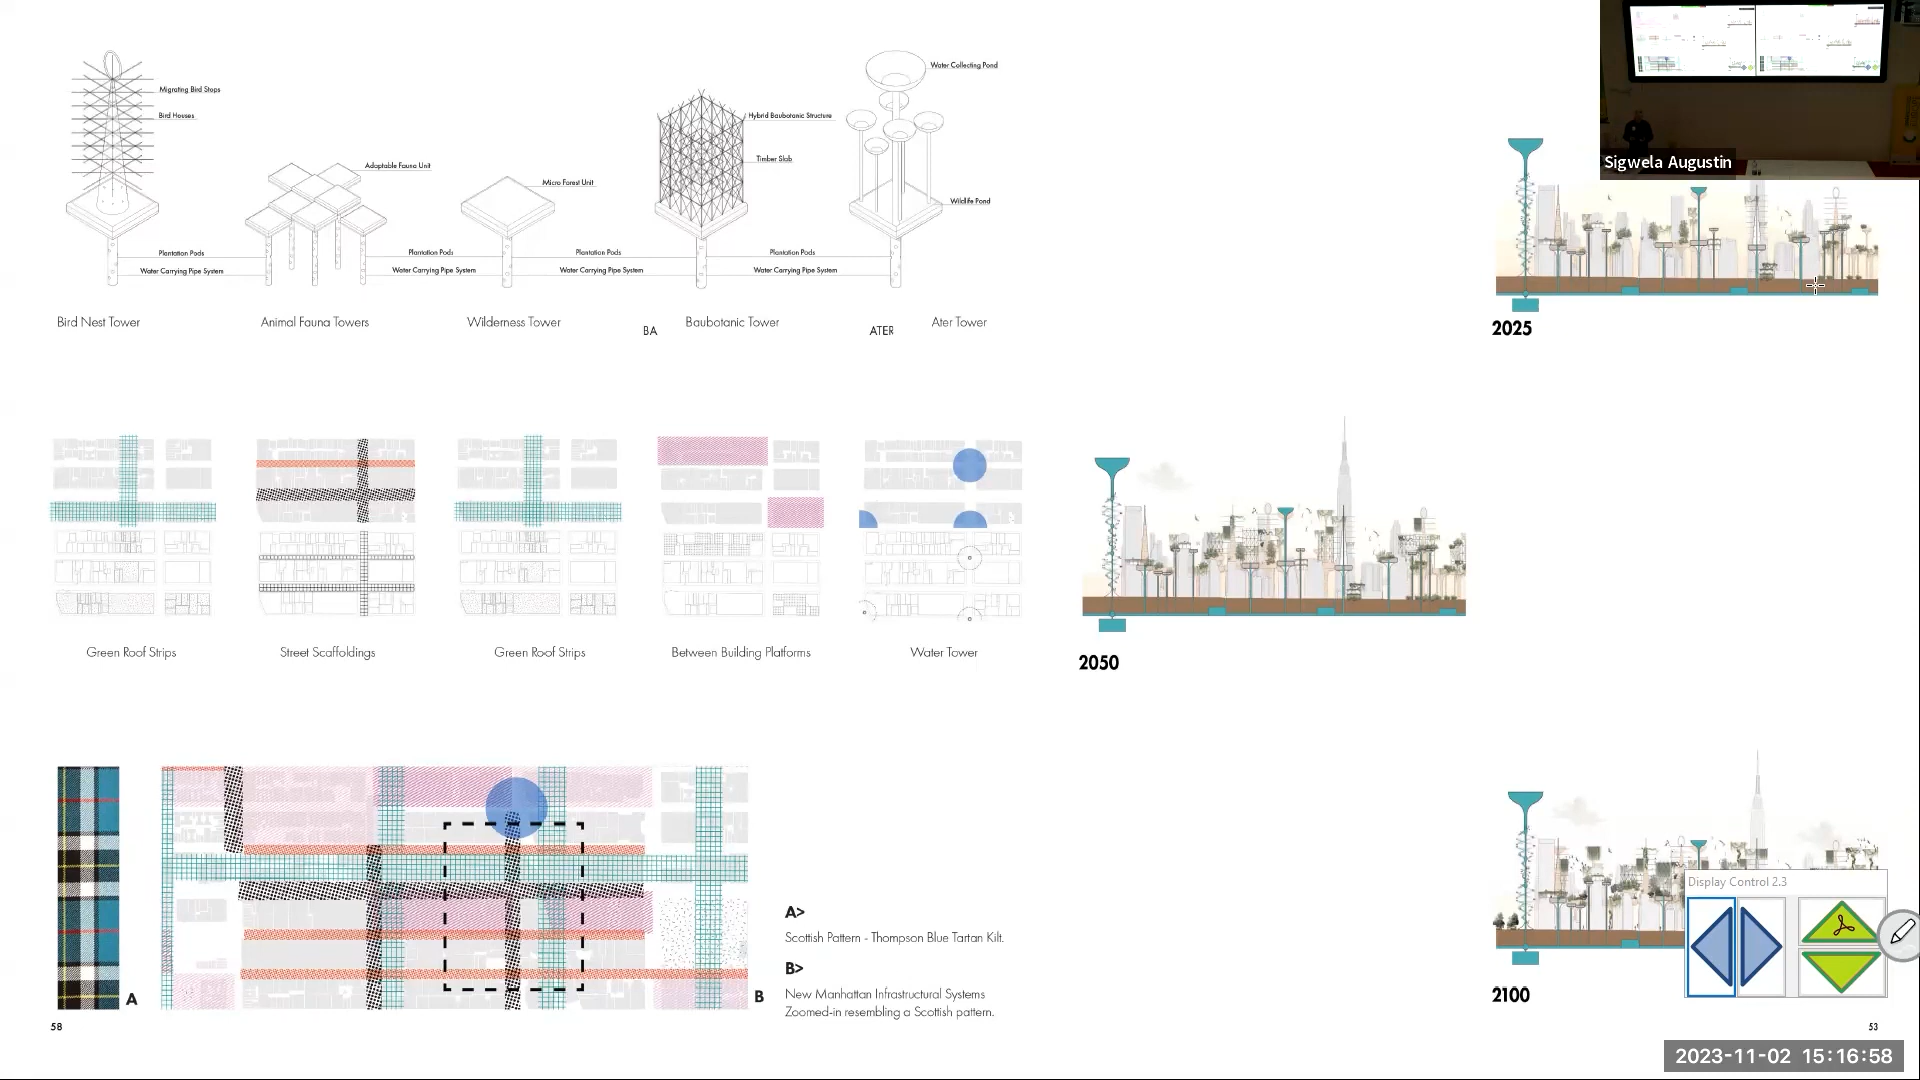 Migrating Bird Stops
Bird Houses
Plantation Pods
Water Carrying Pipe System
Bird Nest Tower
Adaptable Fauna Unit
Plantation Pods
Water Carrying Pipe System
Animal Fauna Towers
Micro Forest Unit
Plantation Pods
Water Carrying Pipe System
Wilderness Tower
BA
Hybrid Baubotanic Structure
Timber Slab
Plantation Pods
Water Carrying Pipe System
Baubotanic Tower
ATER
Water Collecting Pond
Wildlife Pond
Ater Tower
Sigwela Augustin
2025
Green Roof Strips
Street Scaffoldings
Green Roof Strips
Between Building Platforms
Water Tower
2050
A
B
A>
Scottish Pattern - Thompson Blue Tartan Kilt.
B>
New Manhattan Infrastructural Systems
Zoomed-in resembling a Scottish pattern.
58
Display Control 2.3
2100
53
2023-11-02 15:16:58